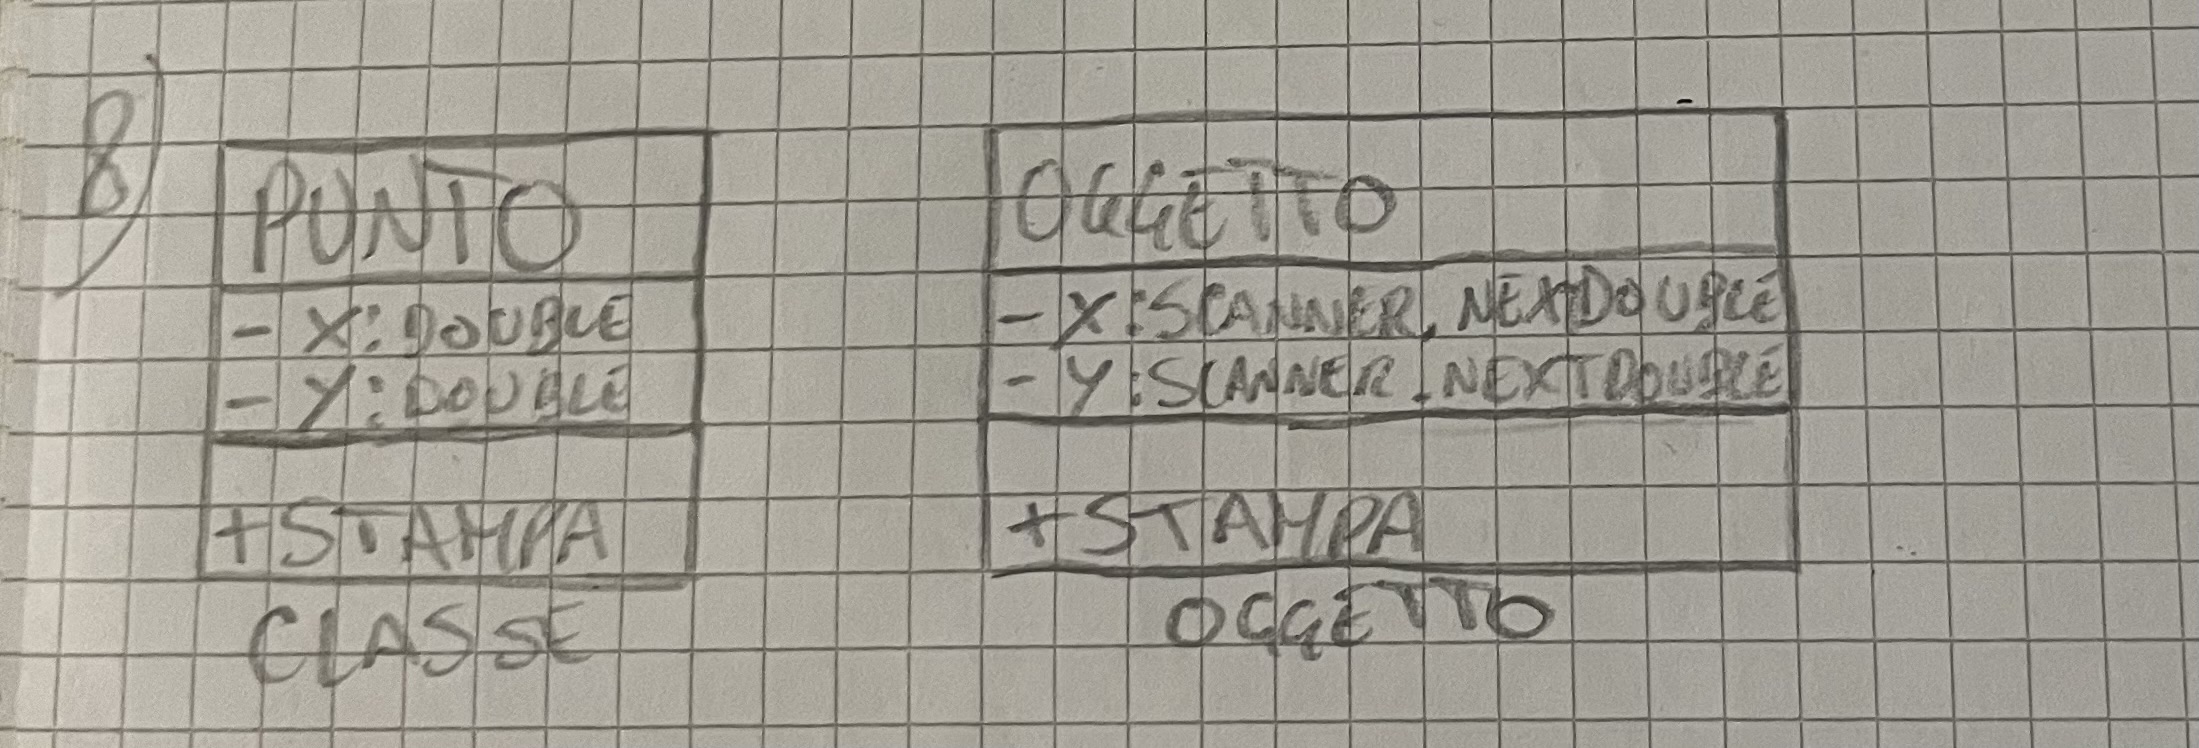 8)
PUNTO
- X: DOUBLE
- Y: DOUBLE
+ STAMPA
CLASSE
OGGETTO
- X: SCANNER. NEXTDOUBLE
- Y: SCANNER. NEXTDOUBLE
+ STAMPA
OGGETTO